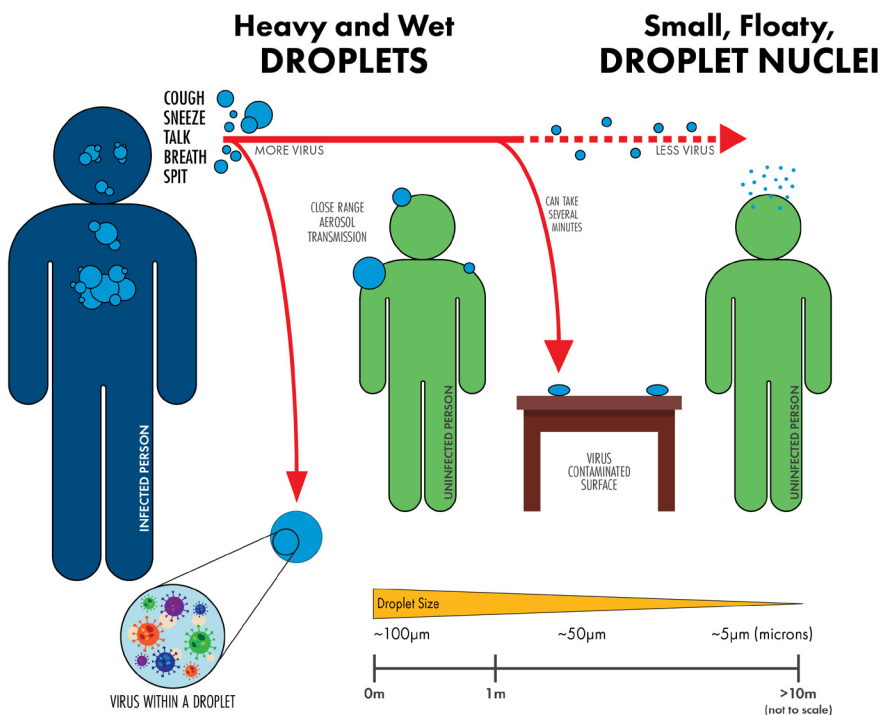 Heavy and Wet
DROPLETS
Small, Floaty,
DROPLET NUCLEI
COUGH
SNEEZE
TALK
BREATH
SPIT
MORE VIRUS
LESS VIRUS
CLOSE RANGE
AEROSOL
TRANSMISSION
CAN TAKE
SEVERAL
MINUTES
INFECTED PERSON
UNINFECTED PERSON
VIRUS
CONTAMINATED
SURFACE
UNINFECTED PERSON
VIRUS WITHIN A DROPLET
Droplet Size
~100µm
~50µm
~5µm (microns)
0m
1m
>10m
(not to scale)